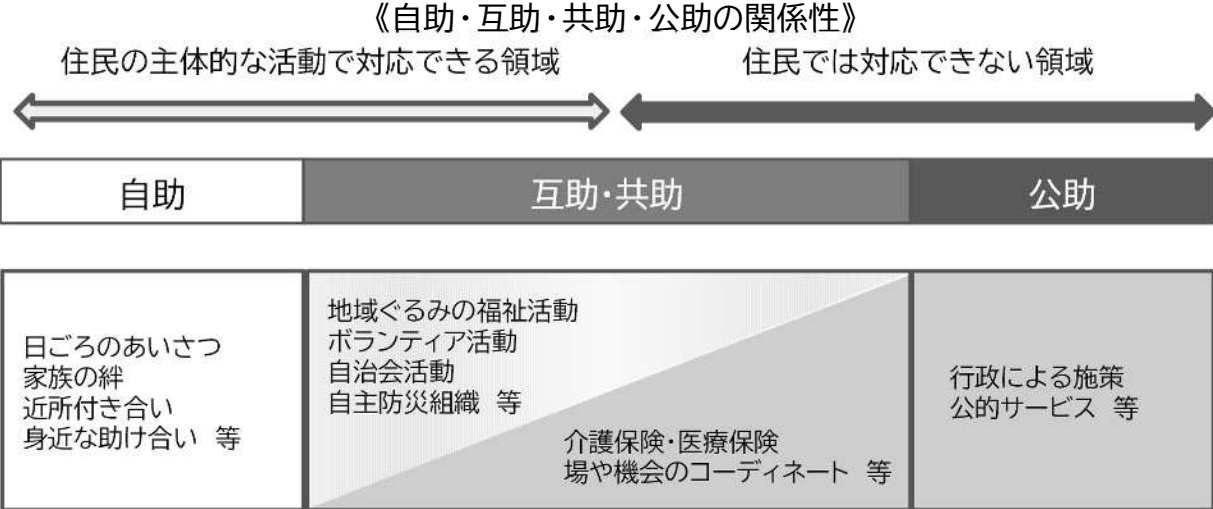 《自助・互助・共助・公助の関係性》
住民の主体的な活動で対応できる領域
住民では対応できない領域
自助
互助・共助
公助
日ごろのあいさつ
家族の絆
近所付き合い
身近な助け合い 等
地域ぐるみの福祉活動
ボランティア活動
自治会活動
自主防災組織 等
介護保険・医療保険
場や機会のコーディネート 等
行政による施策
公的サービス 等